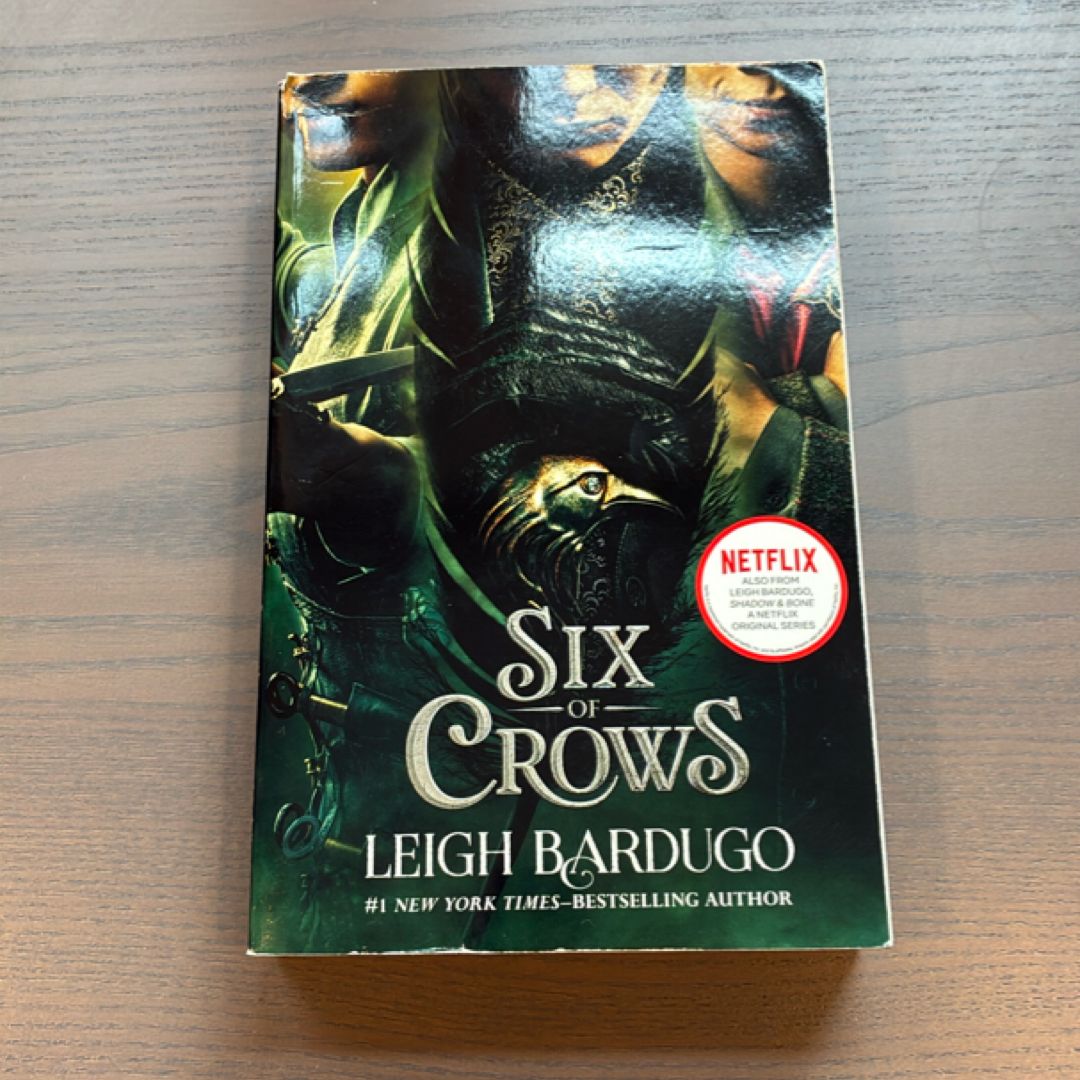 NETFLIX
ALSO FROM
LEIGH BARDUGO,
SHADOW & BONE
A NETFLIX
ORIGINAL SERIES
SIX
OF
CROWS
LEIGH BARDUGO
#1 NEW YORK TIMES–BESTSELLING AUTHOR